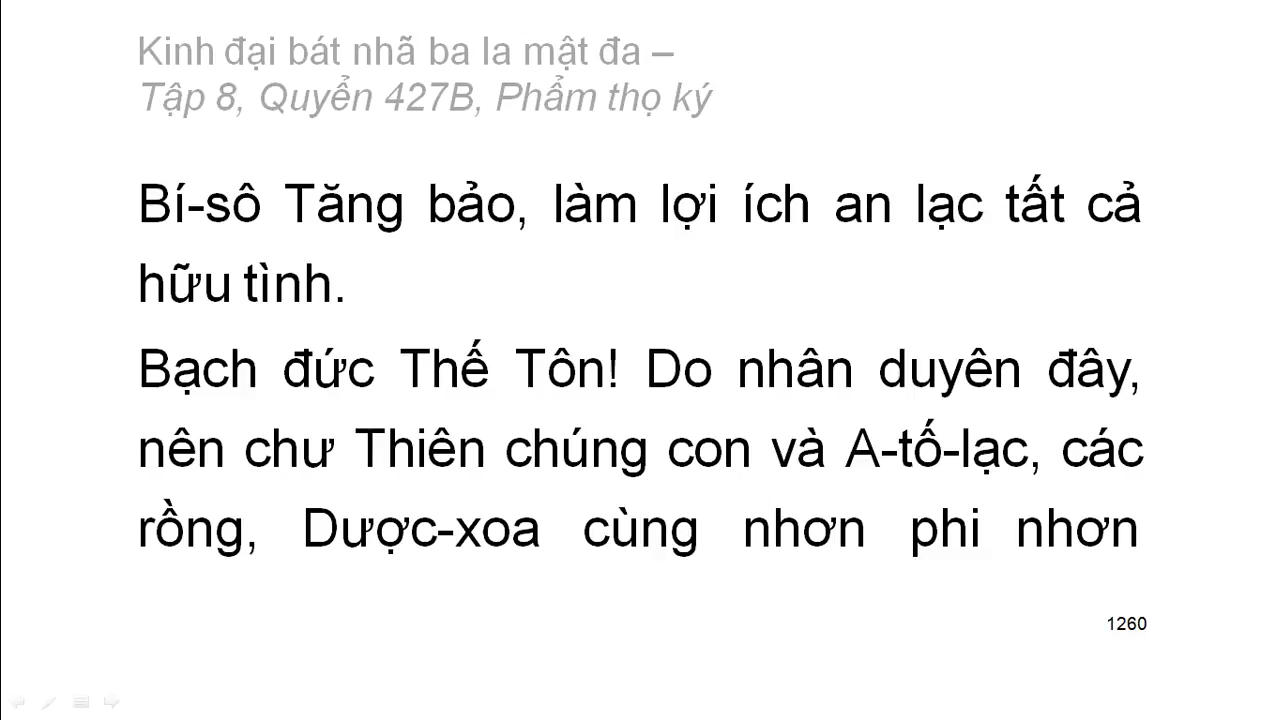 Kinh đại bát nhã ba la mật đa –
Tập 8, Quyển 427B, Phẩm thọ ký
Bí-sô Tăng bảo, làm lợi ích an lạc tất cả
hữu tình.
Bạch đức Thế Tôn! Do nhân duyên đây,
nên chư Thiên chúng con và A-tố-lạc, các
rồng, Dược-xoa cùng nhơn phi nhơn
1260